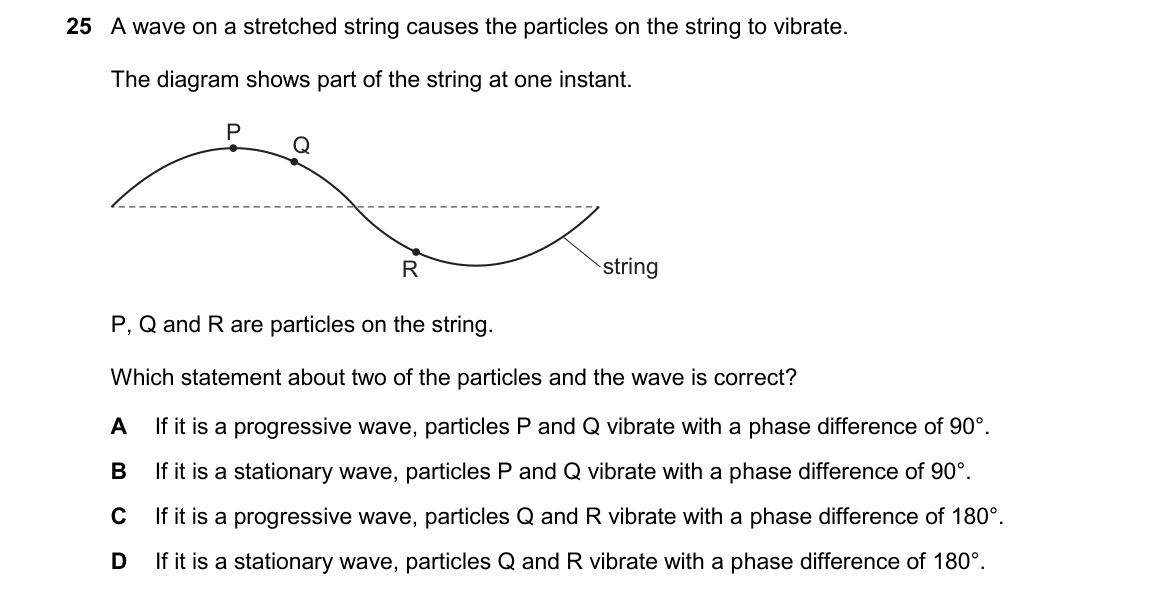 25 A wave on a stretched string causes the particles on the string to vibrate.
The diagram shows part of the string at one instant.
P
Q
R
string
P, Q and R are particles on the string.
Which statement about two of the particles and the wave is correct?
A If it is a progressive wave, particles P and Q vibrate with a phase difference of 90°.
B If it is a stationary wave, particles P and Q vibrate with a phase difference of 90°.
C If it is a progressive wave, particles Q and R vibrate with a phase difference of 180°.
D If it is a stationary wave, particles Q and R vibrate with a phase difference of 180°.